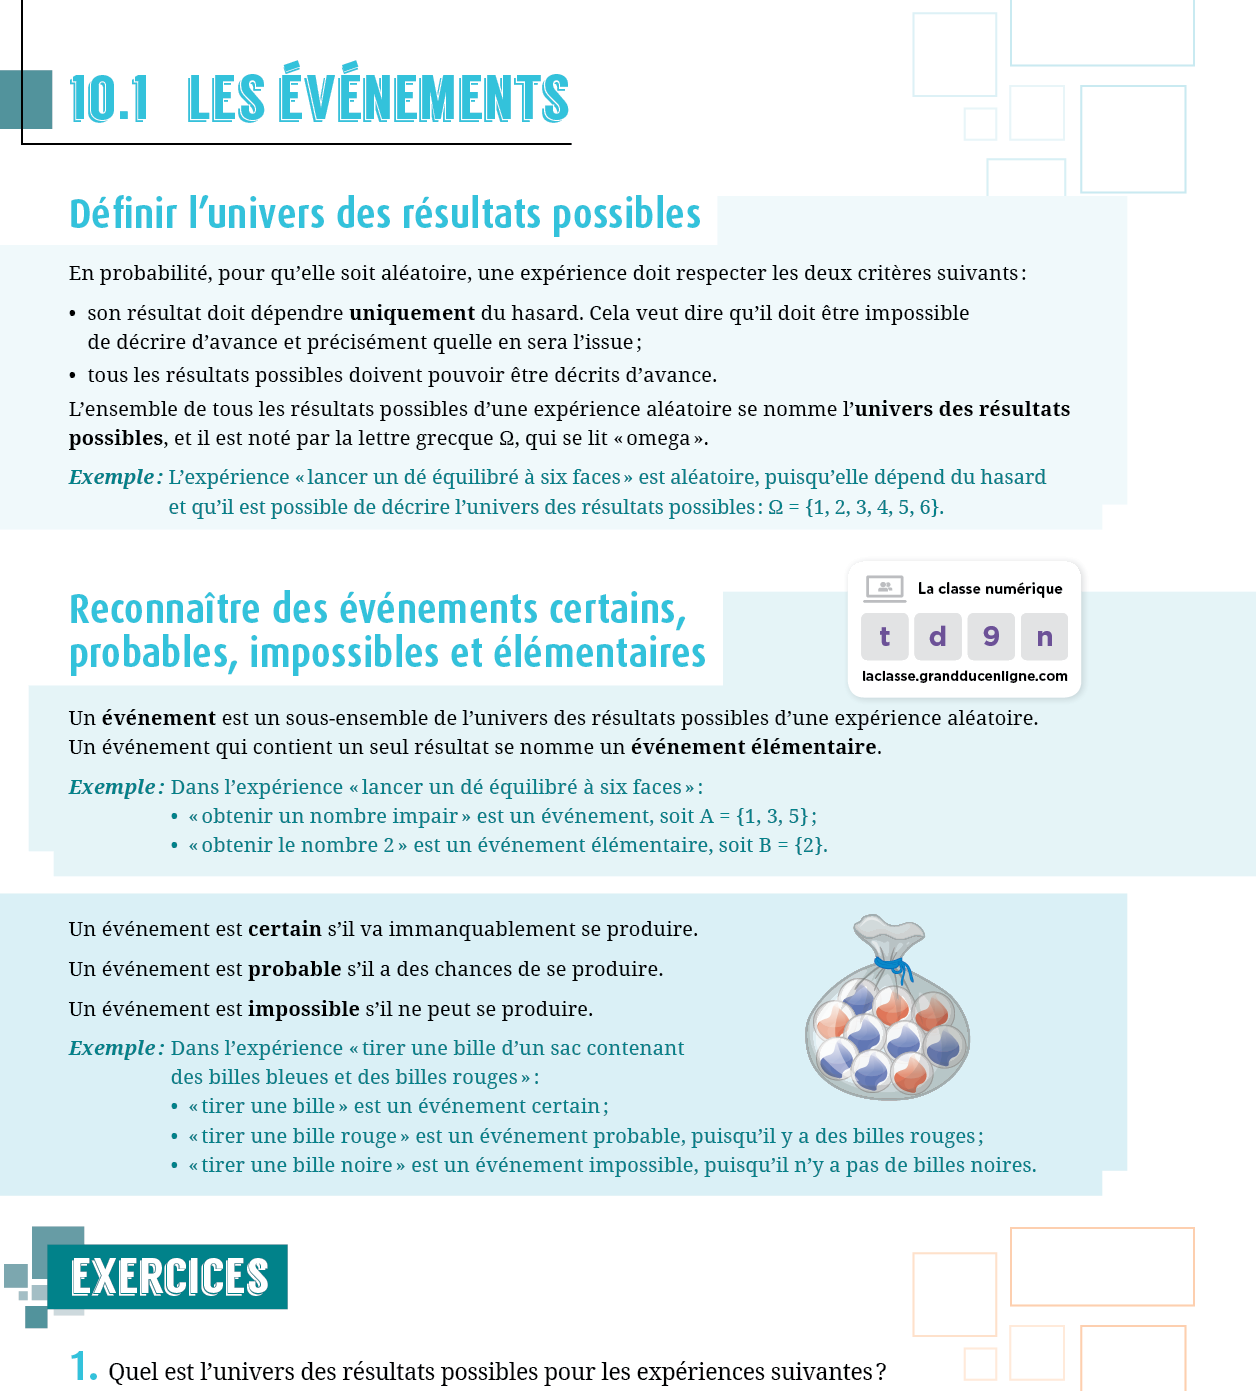 10.1 LES ÉVÉNEMENTS
Définir l’univers des résultats possibles
En probabilité, pour qu’elle soit aléatoire, une expérience doit respecter les deux critères suivants :
• son résultat doit dépendre uniquement du hasard. Cela veut dire qu’il doit être impossible
de décrire d’avance et précisément quelle en sera l’issue ;
• tous les résultats possibles doivent pouvoir être décrits d’avance.
L’ensemble de tous les résultats possibles d’une expérience aléatoire se nomme l’univers des résultats
possibles, et il est noté par la lettre grecque Ω, qui se lit « omega ».
Exemple : L’expérience « lancer un dé équilibré à six faces » est aléatoire, puisqu’elle dépend du hasard
et qu’il est possible de décrire l’univers des résultats possibles : Ω = {1, 2, 3, 4, 5, 6}.
Reconnaître des événements certains,
probables, impossibles et élémentaires
La classe numérique
t d 9 n
laclasse.grandducenligne.com
Un événement est un sous-ensemble de l’univers des résultats possibles d’une expérience aléatoire.
Un événement qui contient un seul résultat se nomme un événement élémentaire.
Exemple : Dans l’expérience « lancer un dé équilibré à six faces » :
• « obtenir un nombre impair » est un événement, soit A = {1, 3, 5} ;
• « obtenir le nombre 2 » est un événement élémentaire, soit B = {2}.
Un événement est certain s’il va immanquablement se produire.
Un événement est probable s’il a des chances de se produire.
Un événement est impossible s’il ne peut se produire.
Exemple : Dans l’expérience « tirer une bille d’un sac contenant
des billes bleues et des billes rouges » :
• « tirer une bille » est un événement certain ;
• « tirer une bille rouge » est un événement probable, puisqu’il y a des billes rouges ;
• « tirer une bille noire » est un événement impossible, puisqu’il n’y a pas de billes noires.
EXERCICES
1. Quel est l’univers des résultats possibles pour les expériences suivantes ?